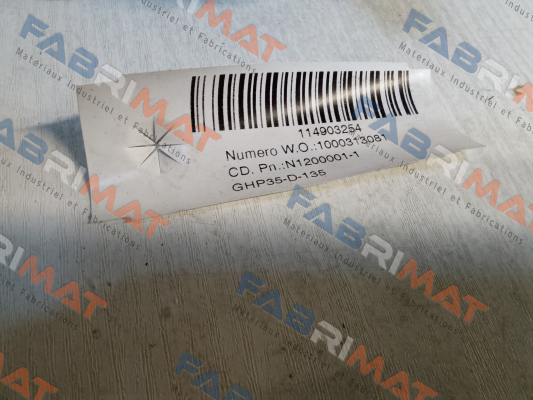 114903254
Numero W.O.:1000313081
CD. Pn.:N1200001-1
GHP35-D-135
FABRIMAT
Matériaux Industriel et Fabrications